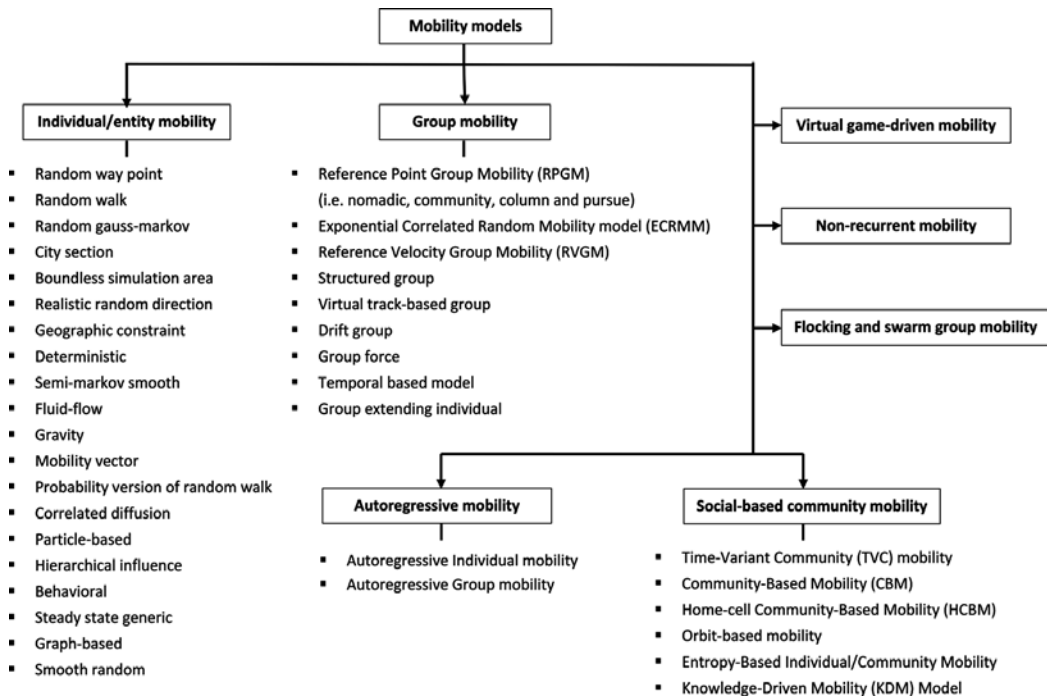 Mobility models
Individual/entity mobility
▪ Random way point
▪ Random walk
▪ Random gauss-markov
▪ City section
▪ Boundless simulation area
▪ Realistic random direction
▪ Geographic constraint
▪ Deterministic
▪ Semi-markov smooth
▪ Fluid-flow
▪ Gravity
▪ Mobility vector
▪ Probability version of random walk
▪ Correlated diffusion
▪ Particle-based
▪ Hierarchical influence
▪ Behavioral
▪ Steady state generic
▪ Graph-based
▪ Smooth random
Group mobility
▪ Reference Point Group Mobility (RPGM)
(i.e. nomadic, community, column and pursue)
▪ Exponential Correlated Random Mobility model (ECRMM)
▪ Reference Velocity Group Mobility (RVGM)
▪ Structured group
▪ Virtual track-based group
▪ Drift group
▪ Group force
▪ Temporal based model
▪ Group extending individual
Virtual game-driven mobility
Non-recurrent mobility
Flocking and swarm group mobility
Autoregressive mobility
▪ Autoregressive Individual mobility
▪ Autoregressive Group mobility
Social-based community mobility
▪ Time-Variant Community (TVC) mobility
▪ Community-Based Mobility (CBM)
▪ Home-cell Community-Based Mobility (HCBM)
▪ Orbit-based mobility
▪ Entropy-Based Individual/Community Mobility
▪ Knowledge-Driven Mobility (KDM) Model